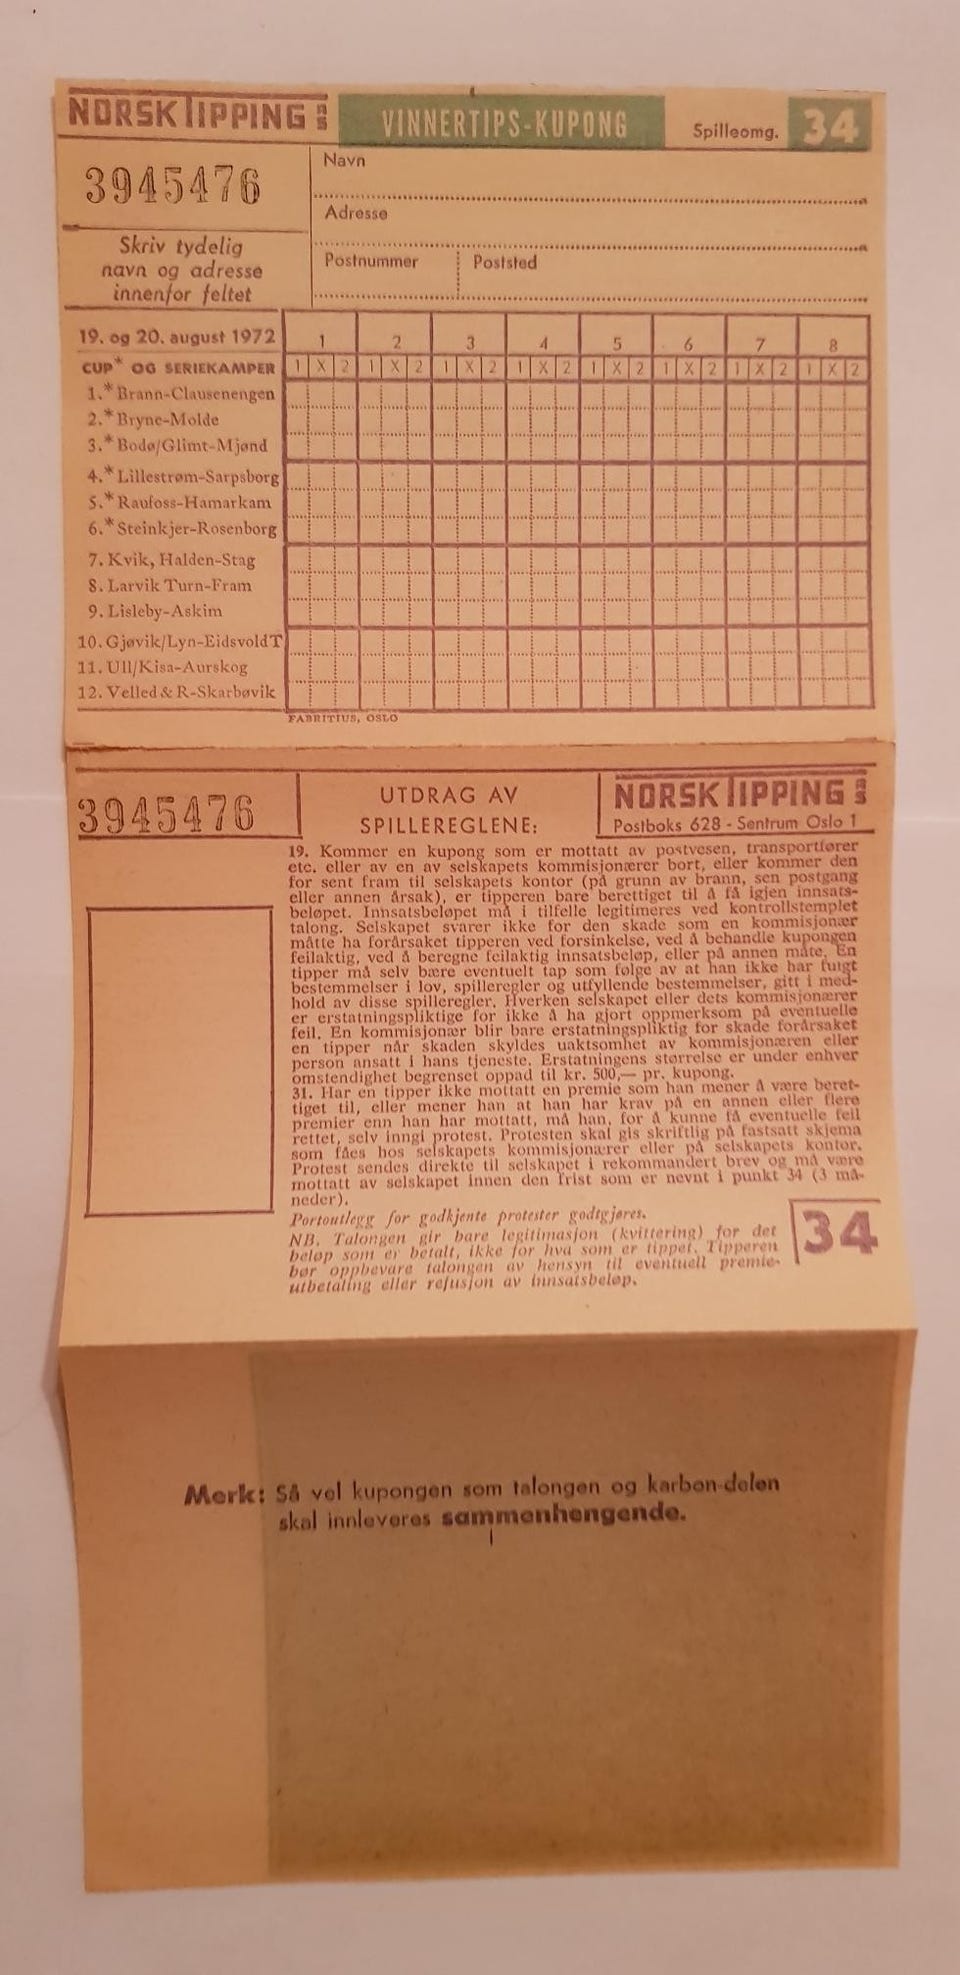 NORSK TIPPING AS
VINNERTIPS-KUPONG
Spilleomg. 34
3945476
Navn
Adresse
Postnummer
Poststed
Skriv tydelig
navn og adresse
innenfor feltet
19. og 20. august 1972 1 2 3 4 5 6 7 8
CUP* OG SERIEKAMPER 1 X 2 1 X 2 1 X 2 1 X 2 1 X 2 1 X 2 1 X 2 1 X 2
1.* Brann-Clausenengen
2.* Bryne-Molde
3.* Bodø/Glimt-Mjønd
4.* Lillestrøm-Sarpsborg
5.* Raufoss-Hamarkam
6.* Steinkjer-Rosenborg
7. Kvik, Halden-Stag
8. Larvik Turn-Fram
9. Lisleby-Askim
10. Gjøvik/Lyn-Eidsvold T
11. Ull/Kisa-Aurskog
12. Velled & R-Skarbøvik
FABRITIUS, OSLO
3945476
UTDRAG AV
SPILLEREGLENE:
NORSK TIPPING AS
Postboks 628 - Sentrum Oslo 1
19. Kommer en kupong som er mottatt av postvesen, transportfører
etc. eller av en av selskapets kommisjonærer bort, eller kommer den
for sent fram til selskapets kontor (på grunn av brann, sen postgang
eller annen årsak), er tipperen bare berettiget til å få igjen innsats-
beløpet. Innsatsbeløpet må i tilfelle legitimeres ved kontrollstemplet
talong. Selskapet svarer ikke for den skade som en kommisjonær
måtte ha forårsaket tipperen ved forsinkelse, ved å behandle kupongen
feilaktig, ved å beregne feilaktig innsatsbeløp, eller på annen måte. En
tipper må selv bære eventuelt tap som følge av at han ikke har fulgt
bestemmelser i lov, spilleregler og utfyllende bestemmelser, gitt i med-
hold av disse spilleregler. Hverken selskapet eller dets kommisjonærer
er erstatningspliktige for ikke å ha gjort oppmerksom på eventuelle
feil. En kommisjonær blir bare erstatningspliktig for skade forårsaket
en tipper når skaden skyldes uaktsomhet av kommisjonæren eller
person ansatt i hans tjeneste. Erstatningens størrelse er under enhver
omstendighet begrenset oppad til kr. 500,— pr. kupong.
31. Har en tipper ikke mottatt en premie som han mener å være beret-
tiget til, eller mener han at han har krav på en annen eller flere
premier enn han har mottatt, må han, for å kunne få eventuelle feil
rettet, selv inngi protest. Protesten skal gis skriftlig på fastsatt skjema
som fåes hos selskapets kommisjonærer eller på selskapets kontor.
Protest sendes direkte til selskapet i rekommandert brev og må være
mottatt av selskapet innen den frist som er nevnt i punkt 34 (3 må-
neder).
Portoutlegg for godkjente protester godtgjøres.
NB. Talongen gir bare legitimasjon (kvittering) for det
beløp som er betalt, ikke for hva som er tippet. Tipperen
bør oppbevare talongen av hensyn til eventuell premie-
utbetaling eller refusjon av innsatsbeløp.
34
Merk: Så vel kupongen som talongen og karbon-delen
skal innleveres sammenhengende.